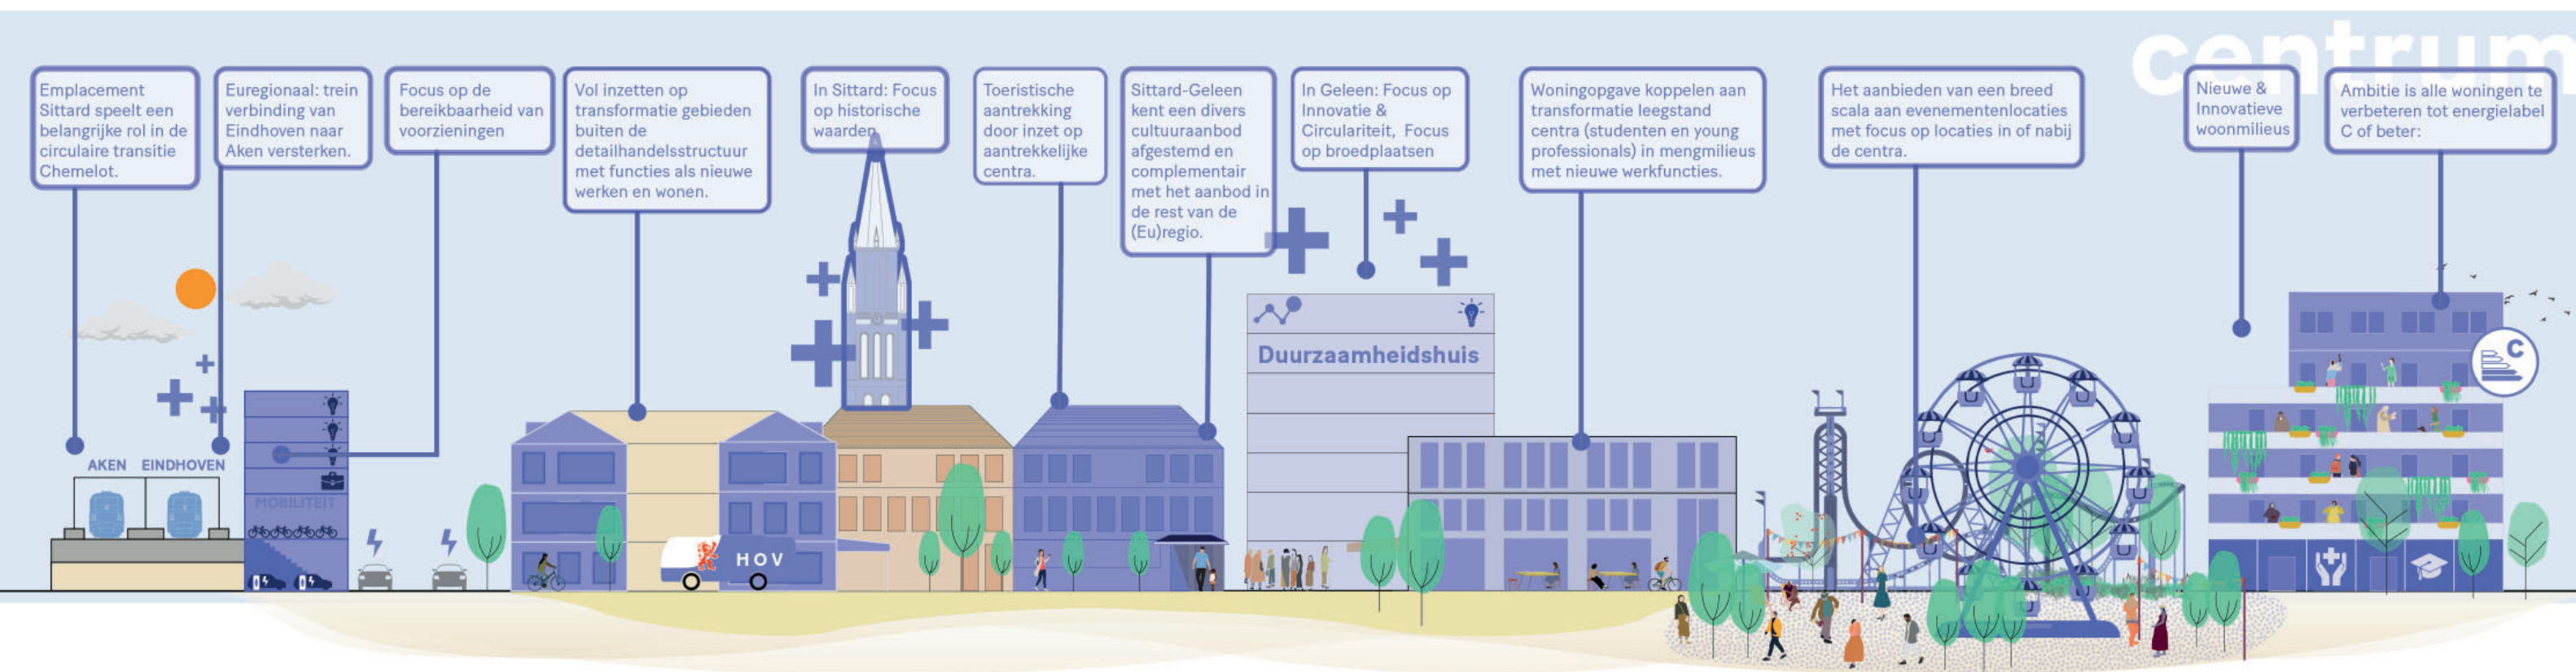 centrum
Emplacement
Sittard speelt een
belangrijke rol in de
circulaire transitie
Chemelot.
Euregionaal: trein
verbinding van
Eindhoven naar
Aken versterken.
Focus op de
bereikbaarheid van
voorzieningen
Vol inzetten op
transformatie gebieden
buiten de
detailhandelsstructuur
met functies als nieuwe
werken en wonen.
In Sittard: Focus
op historische
waarden
Toeristische
aantrekking
door inzet op
aantrekkelijke
centra.
Sittard-Geleen
kent een divers
cultuuraanbod
afgestemd en
complementair
met het aanbod in
de rest van de
(Eu)regio.
In Geleen: Focus op
Innovatie &
Circulariteit, Focus
op broedplaatsen
Woningopgave koppelen aan
transformatie leegstand
centra (studenten en young
professionals) in mengmilieus
met nieuwe werkfuncties.
Het aanbieden van een breed
scala aan evenementenlocaties
met focus op locaties in of nabij
de centra.
Nieuwe &
Innovatieve
woonmilieus
Ambitie is alle woningen te
verbeteren tot energielabel
C of beter:
AKEN EINDHOVEN
MOBILITEIT
HOV
Duurzaamheidshuis
C